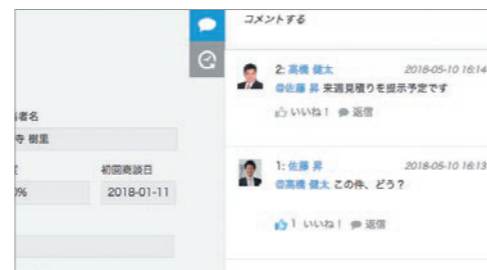 コメントする
2: 高橋 健太 2018-05-10 16:14
@佐藤 昇 来週見積りを提示予定です
いいね！ 返信
者名
寺 樹里
初回商談日
0% 2018-01-11
1: 佐藤 昇 2018-05-10 16:13
@高橋 健太 この件、どう？
1 いいね！ 返信